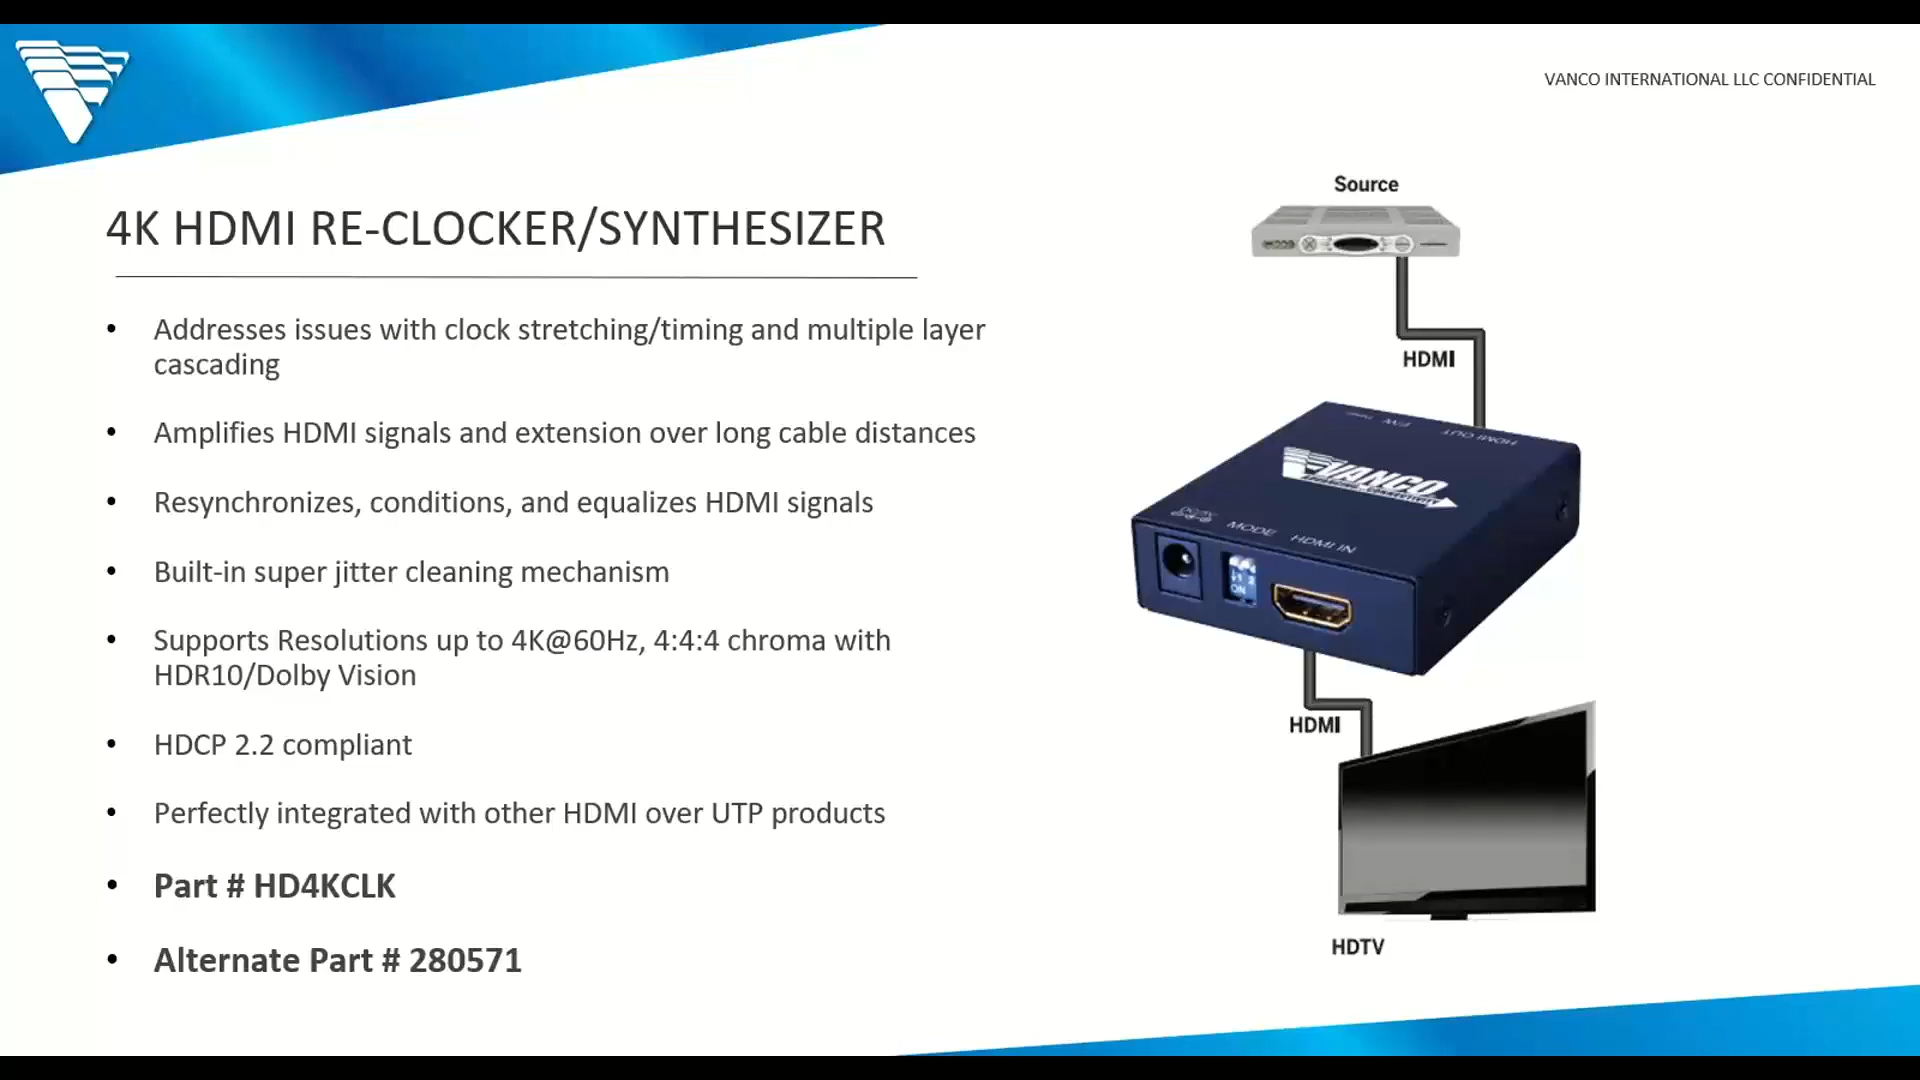 VANCO INTERNATIONAL LLC CONFIDENTIAL
4K HDMI RE-CLOCKER/SYNTHESIZER
• Addresses issues with clock stretching/timing and multiple layer
cascading
• Amplifies HDMI signals and extension over long cable distances
• Resynchronizes, conditions, and equalizes HDMI signals
• Built-in super jitter cleaning mechanism
• Supports Resolutions up to 4K@60Hz, 4:4:4 chroma with
HDR10/Dolby Vision
• HDCP 2.2 compliant
• Perfectly integrated with other HDMI over UTP products
• Part # HD4KCLK
• Alternate Part # 280571
Source
HDMI
F/W
HDMI OUT
VANCO
MODE
HDMI IN
1 2
ON
HDMI
HDTV